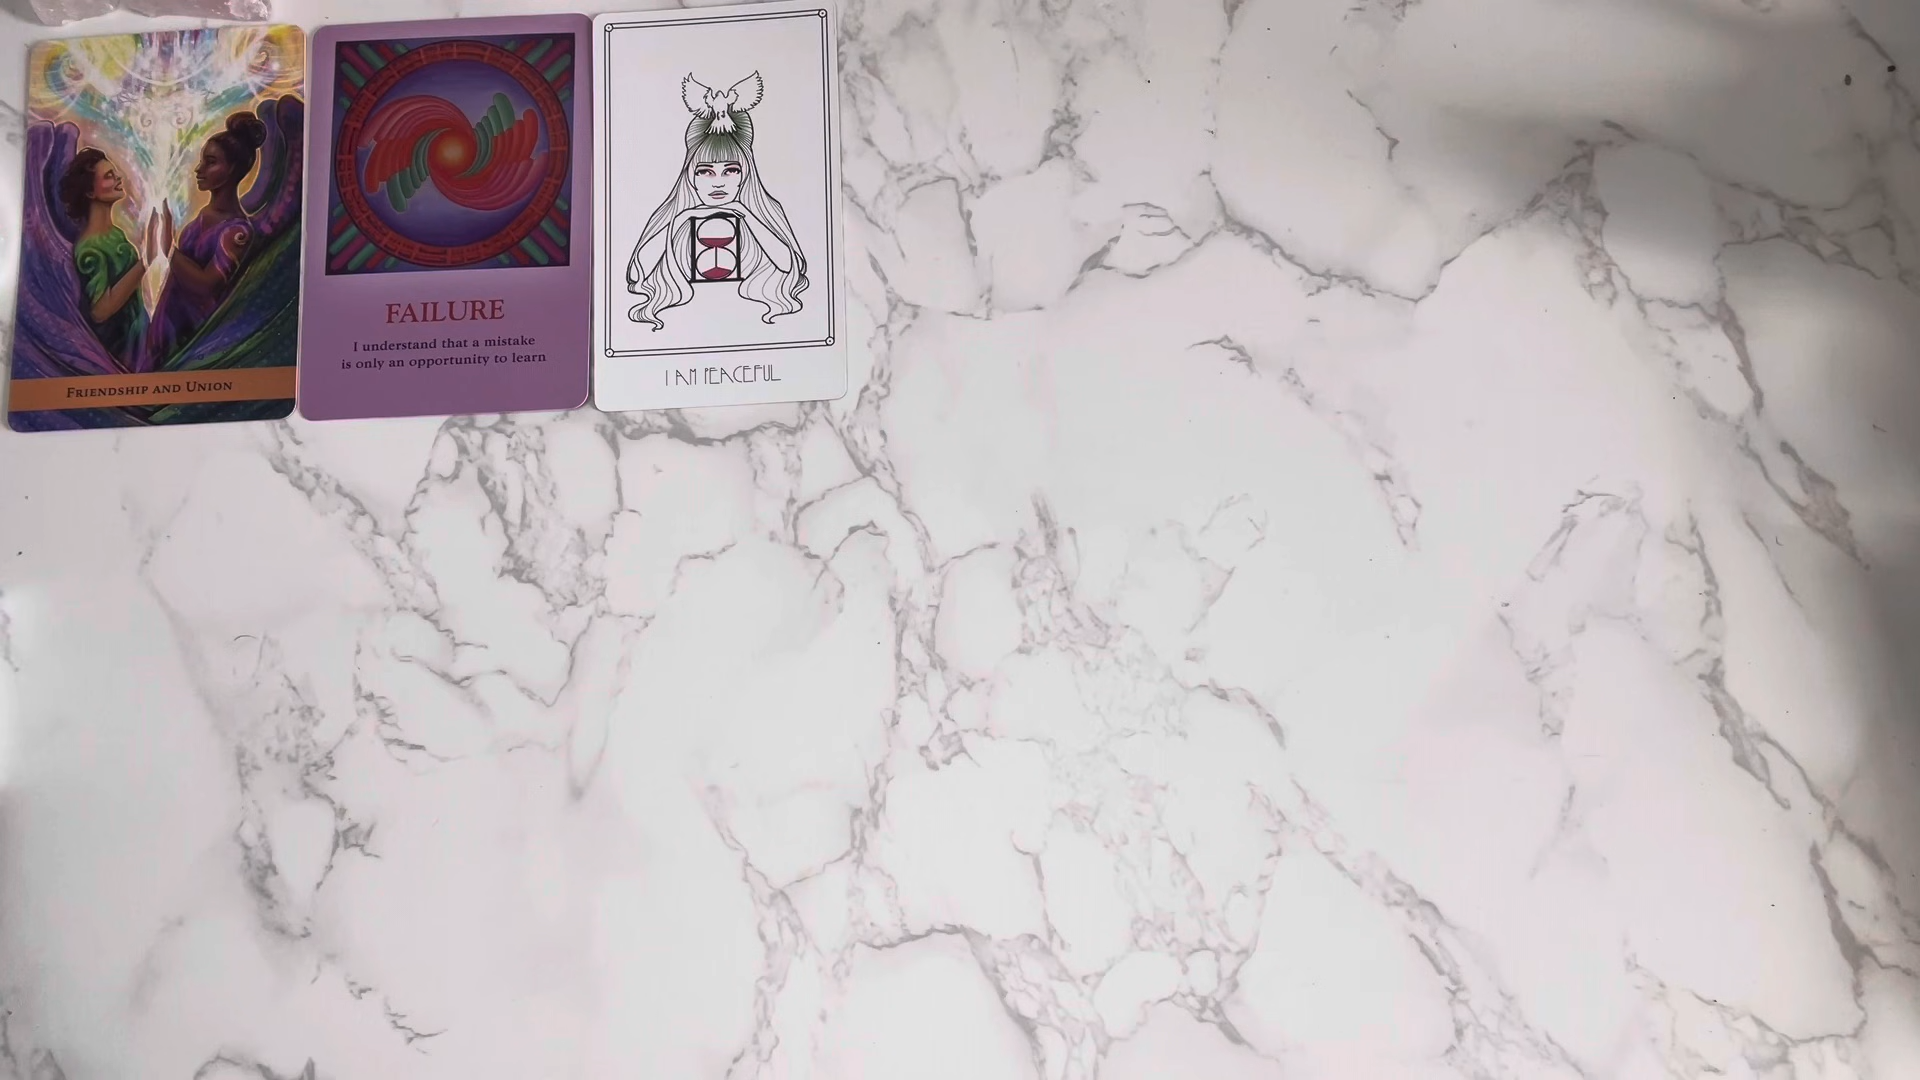 FRIENDSHIP AND UNION
FAILURE
I understand that a mistake
is only an opportunity to learn
I AM PEACEFUL